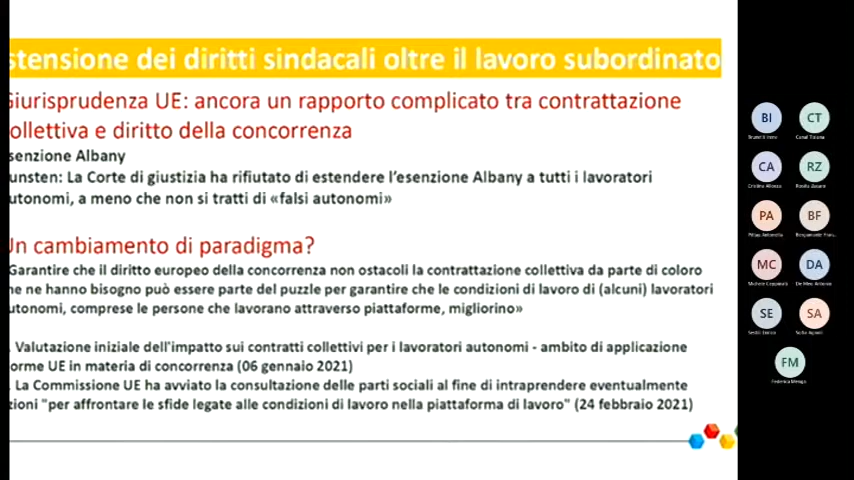 stensione dei diritti sindacali oltre il lavoro subordinato
Giurisprudenza UE: ancora un rapporto complicato tra contrattazione
ollettiva e diritto della concorrenza
senzione Albany
unsten: La Corte di giustizia ha rifiutato di estendere l'esenzione Albany a tutti i lavoratori
utonomi, a meno che non si tratti di «falsi autonomi»
Un cambiamento di paradigma?
Garantire che il diritto europeo della concorrenza non ostacoli la contrattazione collettiva da parte di coloro
he ne hanno bisogno può essere parte del puzzle per garantire che le condizioni di lavoro di (alcuni) lavoratori
utonomi, comprese le persone che lavorano attraverso piattaforme, migliorino»
. Valutazione iniziale dell'impatto sui contratti collettivi per i lavoratori autonomi - ambito di applicazione
orme UE in materia di concorrenza (06 gennaio 2021)
. La Commissione UE ha avviato la consultazione delle parti sociali al fine di intraprendere eventualmente
zioni "per affrontare le sfide legate alle condizioni di lavoro nella piattaforma di lavoro" (24 febbraio 2021)
BI CT
CA RZ
PA BF
MC DA
SE SA
FM